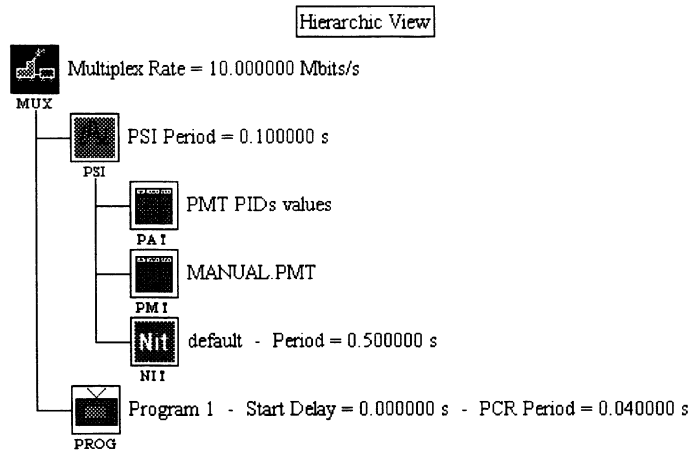 Hierarchic View
Multiplex Rate = 10.000000 Mbits/s
MUX
PSI Period = 0.100000 s
PSI
PMT PIDs values
PAT
MANUAL.PMT
PMT
Nit
default - Period = 0.500000 s
NIT
Program 1 - Start Delay = 0.000000 s - PCR Period = 0.040000 s
PROG